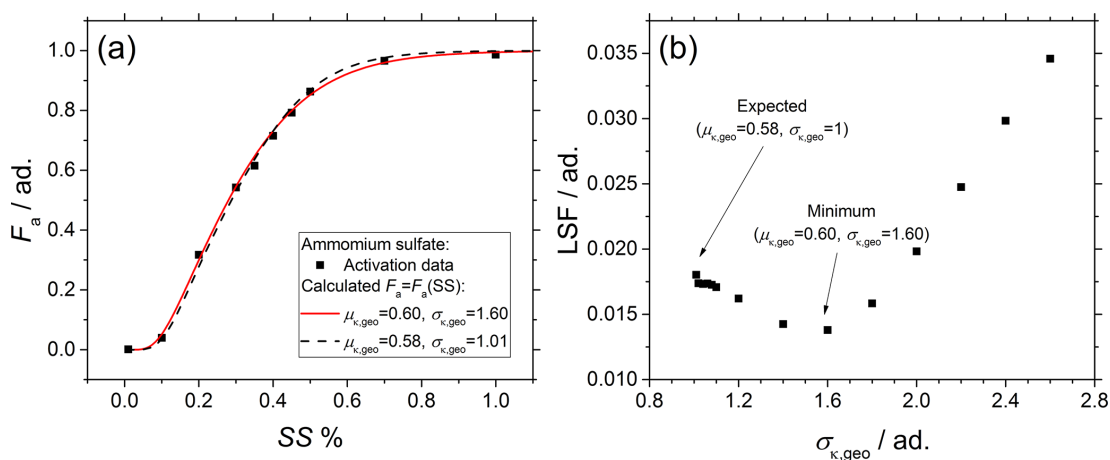 (a)
1.0
0.8
0.6
0.4
0.2
0.0
F_a / ad.
0.0 0.2 0.4 0.6 0.8 1.0
SS %
Ammomium sulfate:
Activation data
Calculated F_a=F_a(SS):
μ_κ,geo=0.60, σ_κ,geo=1.60
μ_κ,geo=0.58, σ_κ,geo=1.01
(b)
0.035
0.030
0.025
0.020
0.015
0.010
LSF / ad.
0.8 1.2 1.6 2.0 2.4 2.8
σ_κ,geo / ad.
Expected
(μ_κ,geo=0.58, σ_κ,geo=1)
Minimum
(μ_κ,geo=0.60, σ_κ,geo=1.60)